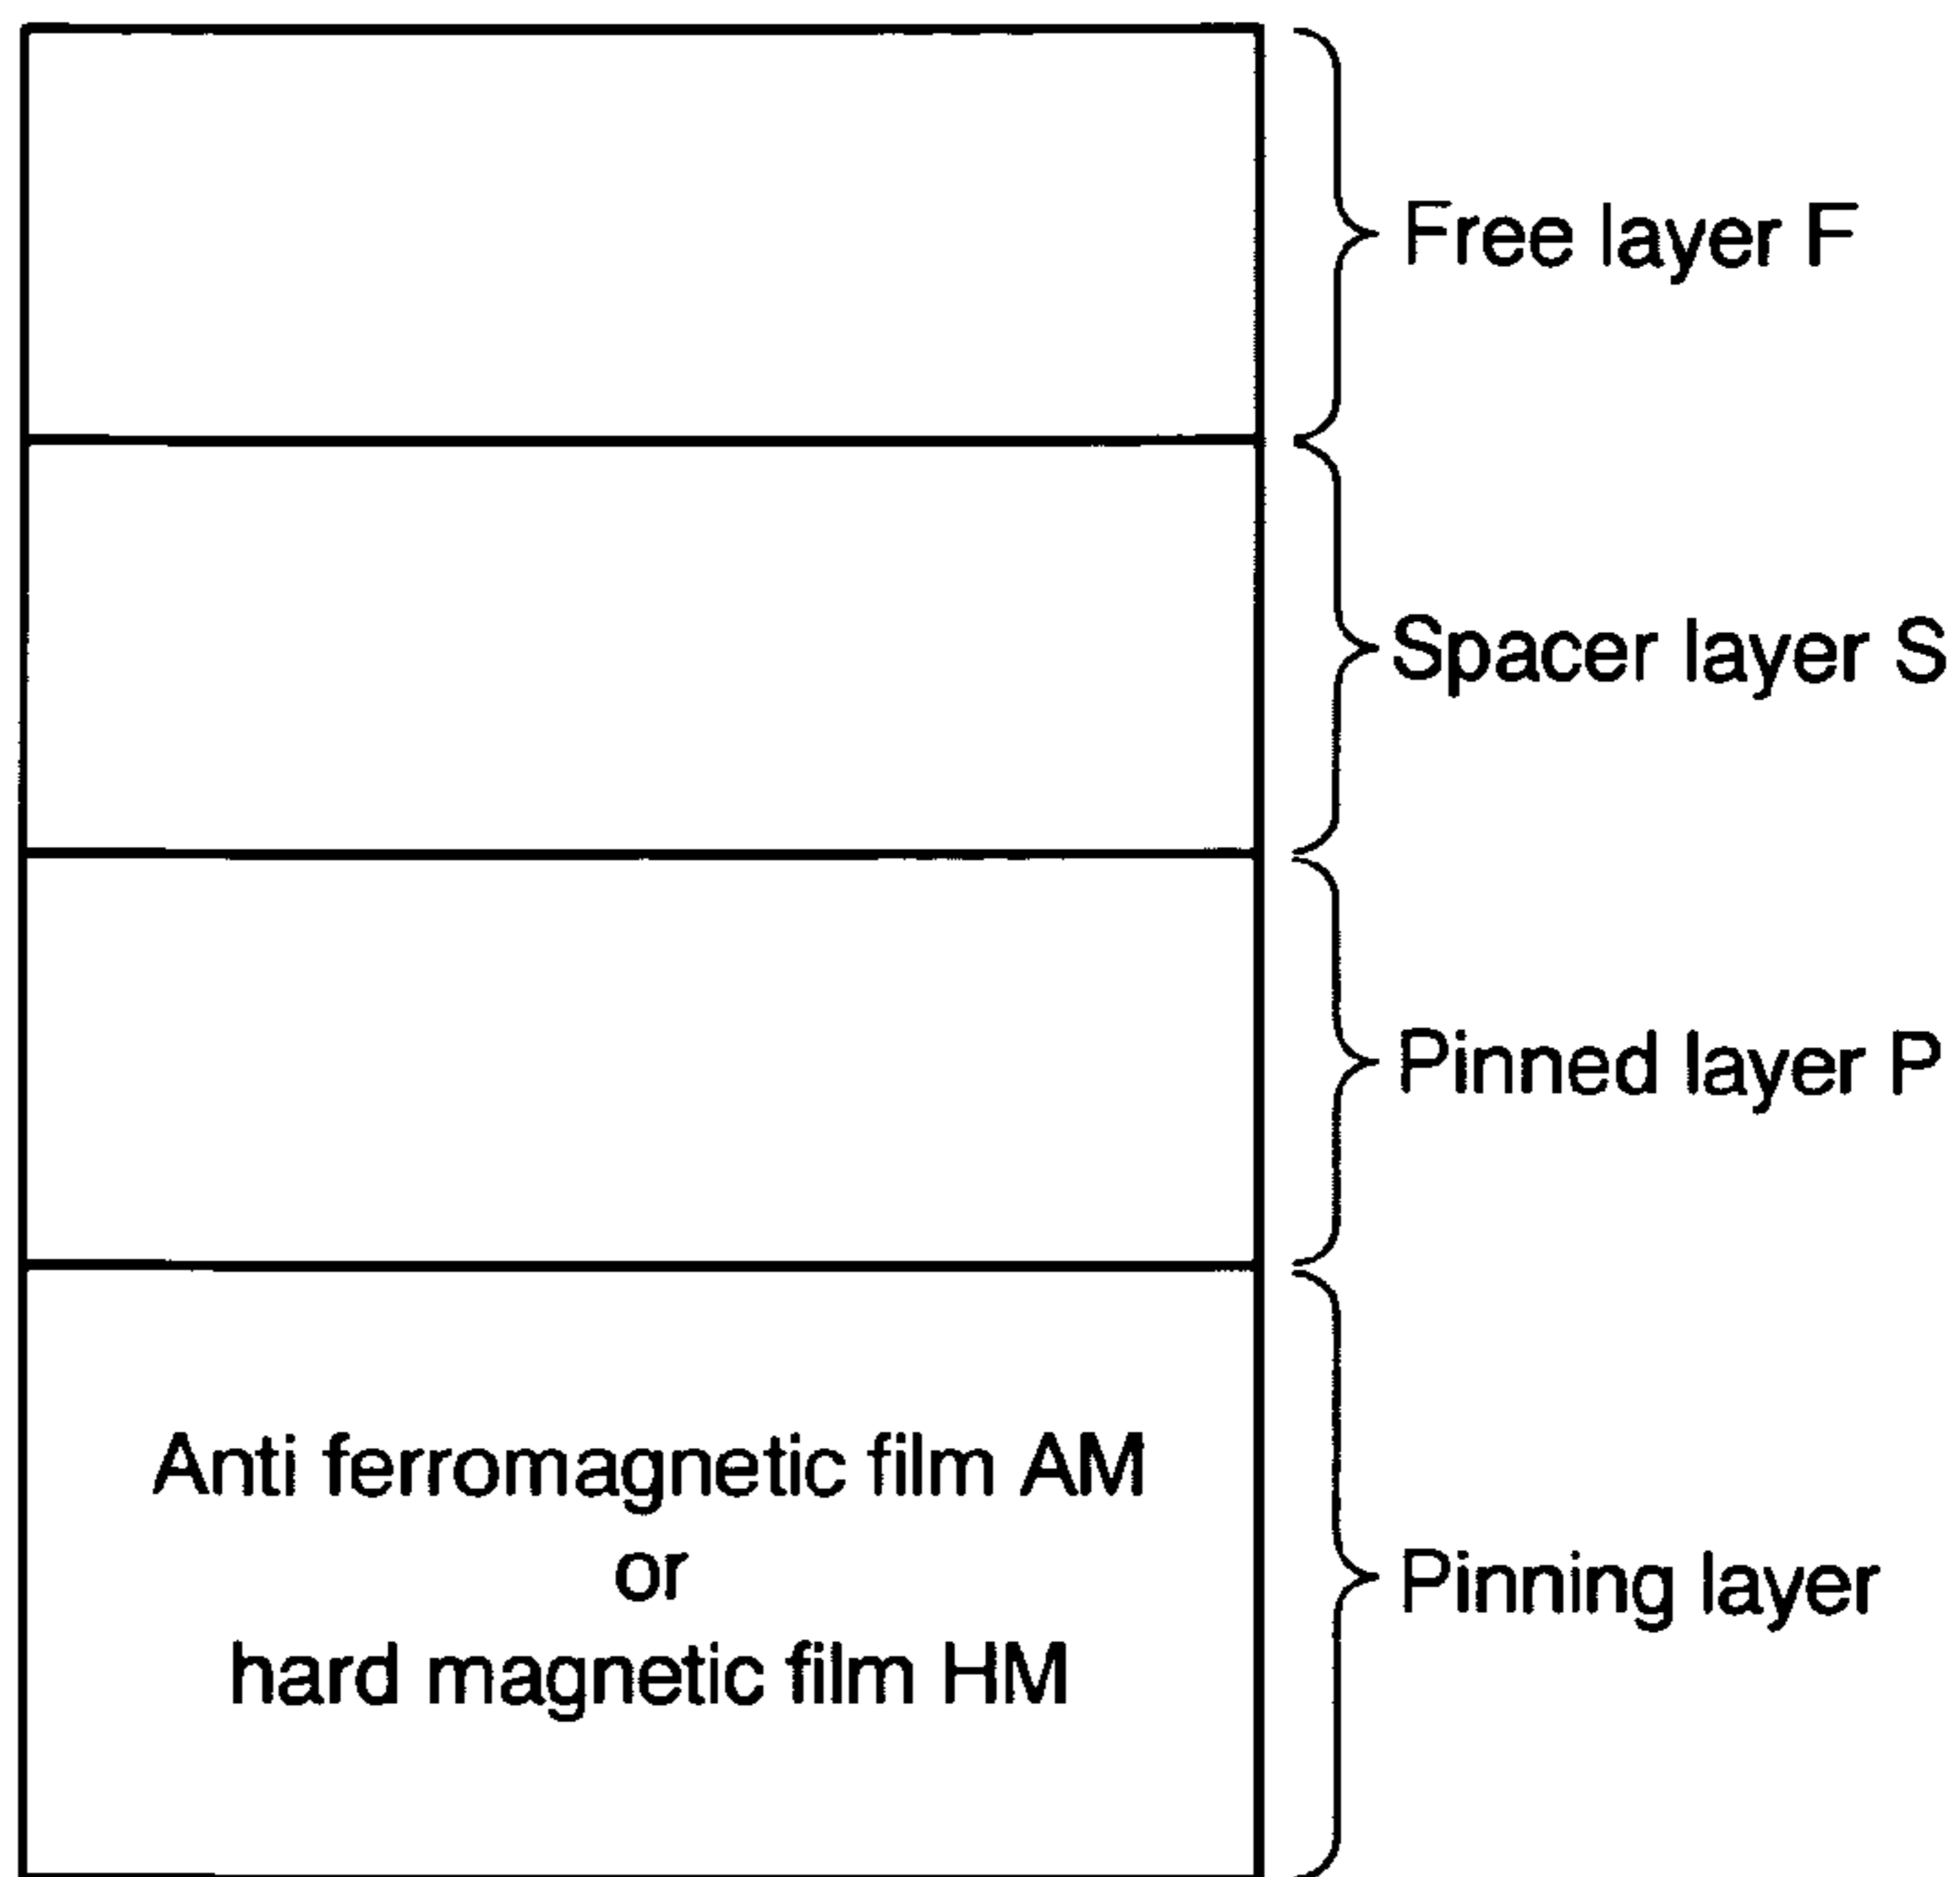 Free layer F
Spacer layer S
Pinned layer P
Anti ferromagnetic film AM
or
hard magnetic film HM
Pinning layer